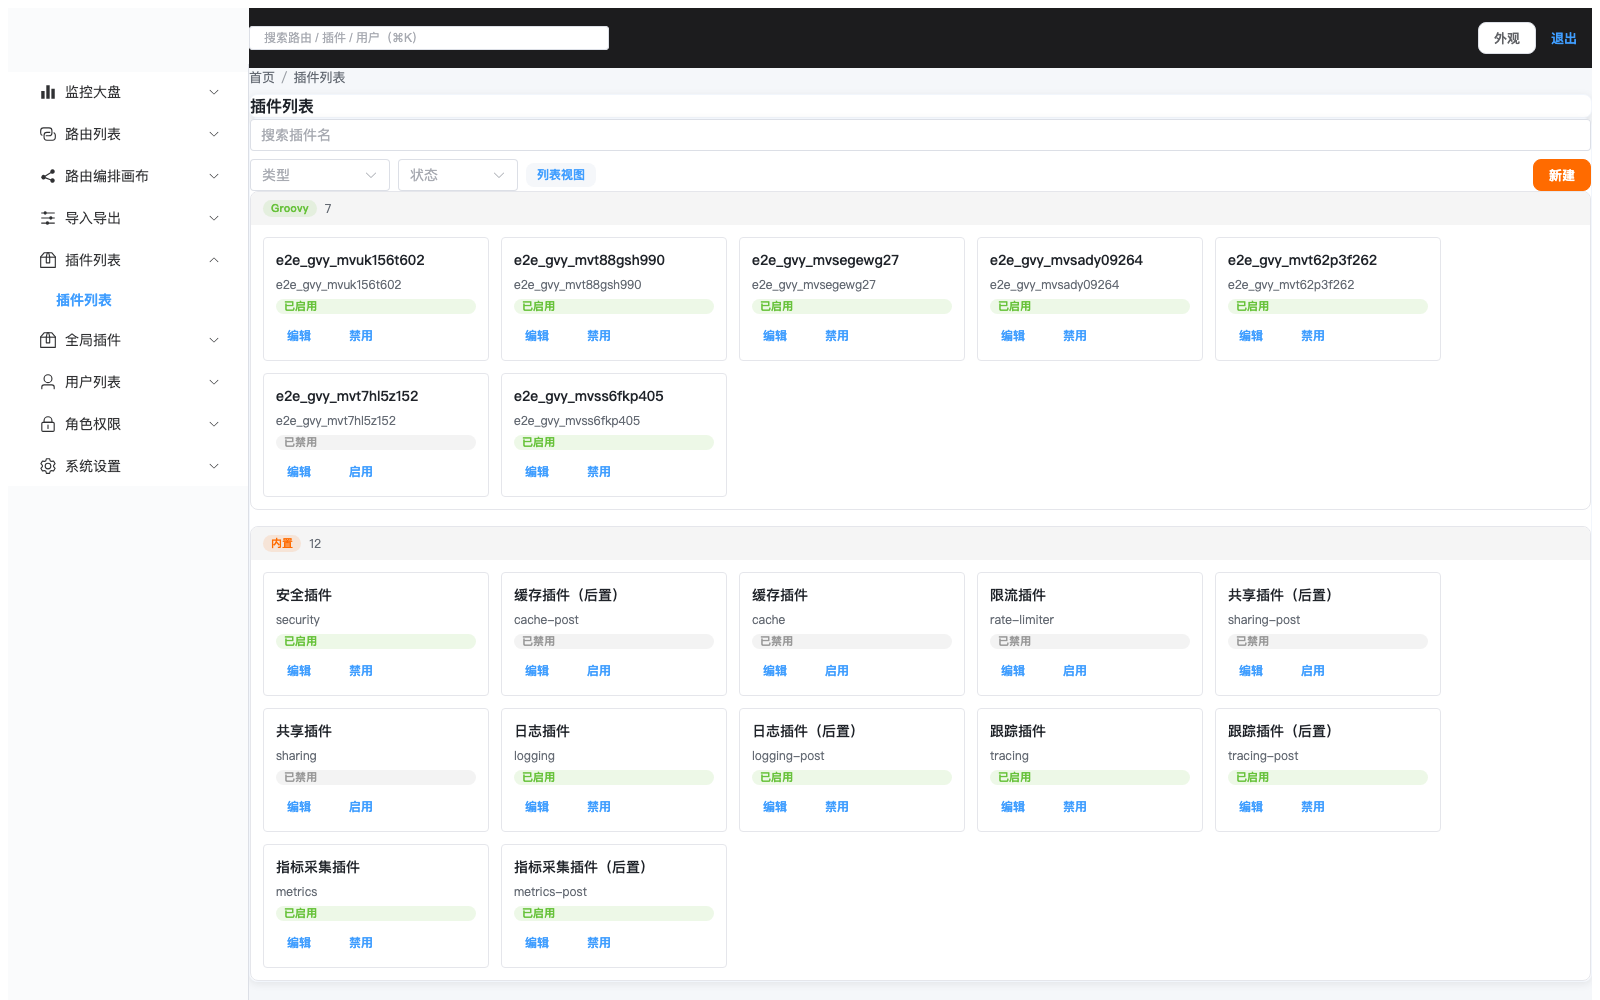 搜索路由 / 插件 / 用户（⌘K）
外观
退出
监控大盘
路由列表
路由编排画布
导入导出
插件列表
插件列表
全局插件
用户列表
角色权限
系统设置
首页 / 插件列表
插件列表
搜索插件名
类型
状态
列表视图
新建
Groovy 7
e2e_gvy_mvuk156t602
e2e_gvy_mvuk156t602
已启用
编辑 禁用
e2e_gvy_mvt88gsh990
e2e_gvy_mvt88gsh990
已启用
编辑 禁用
e2e_gvy_mvsegewg27
e2e_gvy_mvsegewg27
已启用
编辑 禁用
e2e_gvy_mvsady09264
e2e_gvy_mvsady09264
已启用
编辑 禁用
e2e_gvy_mvt62p3f262
e2e_gvy_mvt62p3f262
已启用
编辑 禁用
e2e_gvy_mvt7hl5z152
e2e_gvy_mvt7hl5z152
已禁用
编辑 启用
e2e_gvy_mvss6fkp405
e2e_gvy_mvss6fkp405
已启用
编辑 禁用
内置 12
安全插件
security
已启用
编辑 禁用
缓存插件（后置）
cache-post
已禁用
编辑 启用
缓存插件
cache
已禁用
编辑 启用
限流插件
rate-limiter
已禁用
编辑 启用
共享插件（后置）
sharing-post
已禁用
编辑 启用
共享插件
sharing
已禁用
编辑 启用
日志插件
logging
已启用
编辑 禁用
日志插件（后置）
logging-post
已启用
编辑 禁用
跟踪插件
tracing
已启用
编辑 禁用
跟踪插件（后置）
tracing-post
已启用
编辑 禁用
指标采集插件
metrics
已启用
编辑 禁用
指标采集插件（后置）
metrics-post
已启用
编辑 禁用